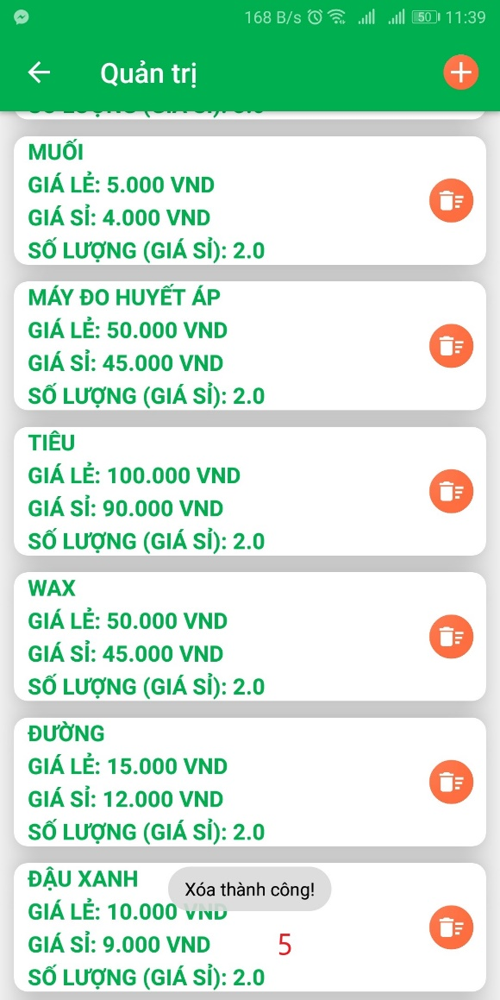 168 B/s 50 11:39
Quản trị
SỐ LƯỢNG (GIÁ SỈ):
MUỐI
GIÁ LẺ: 5.000 VND
GIÁ SỈ: 4.000 VND
SỐ LƯỢNG (GIÁ SỈ): 2.0
MÁY ĐO HUYẾT ÁP
GIÁ LẺ: 50.000 VND
GIÁ SỈ: 45.000 VND
SỐ LƯỢNG (GIÁ SỈ): 2.0
TIÊU
GIÁ LẺ: 100.000 VND
GIÁ SỈ: 90.000 VND
SỐ LƯỢNG (GIÁ SỈ): 2.0
WAX
GIÁ LẺ: 50.000 VND
GIÁ SỈ: 45.000 VND
SỐ LƯỢNG (GIÁ SỈ): 2.0
ĐƯỜNG
GIÁ LẺ: 15.000 VND
GIÁ SỈ: 12.000 VND
SỐ LƯỢNG (GIÁ SỈ): 2.0
ĐẬU XANH
Xóa thành công!
GIÁ LẺ: 10.000 VND
GIÁ SỈ: 9.000 VND 5
SỐ LƯỢNG (GIÁ SỈ): 2.0